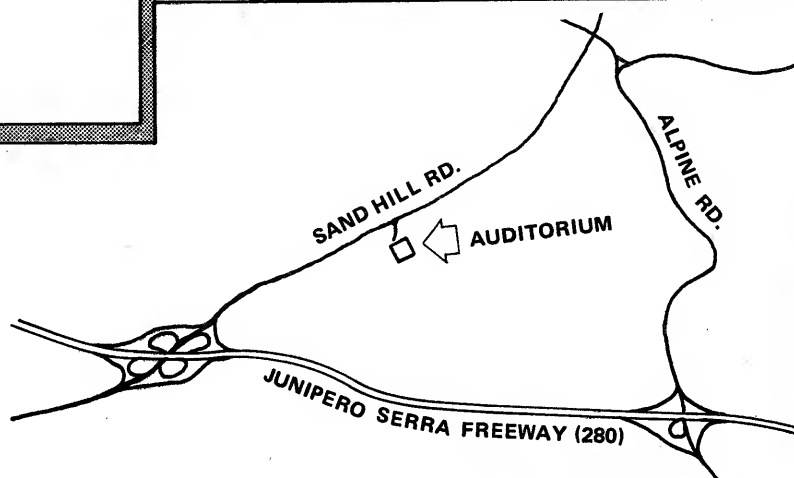 ALPINE RD.
SAND HILL RD.
AUDITORIUM
JUNIPERO SERRA FREEWAY (280)